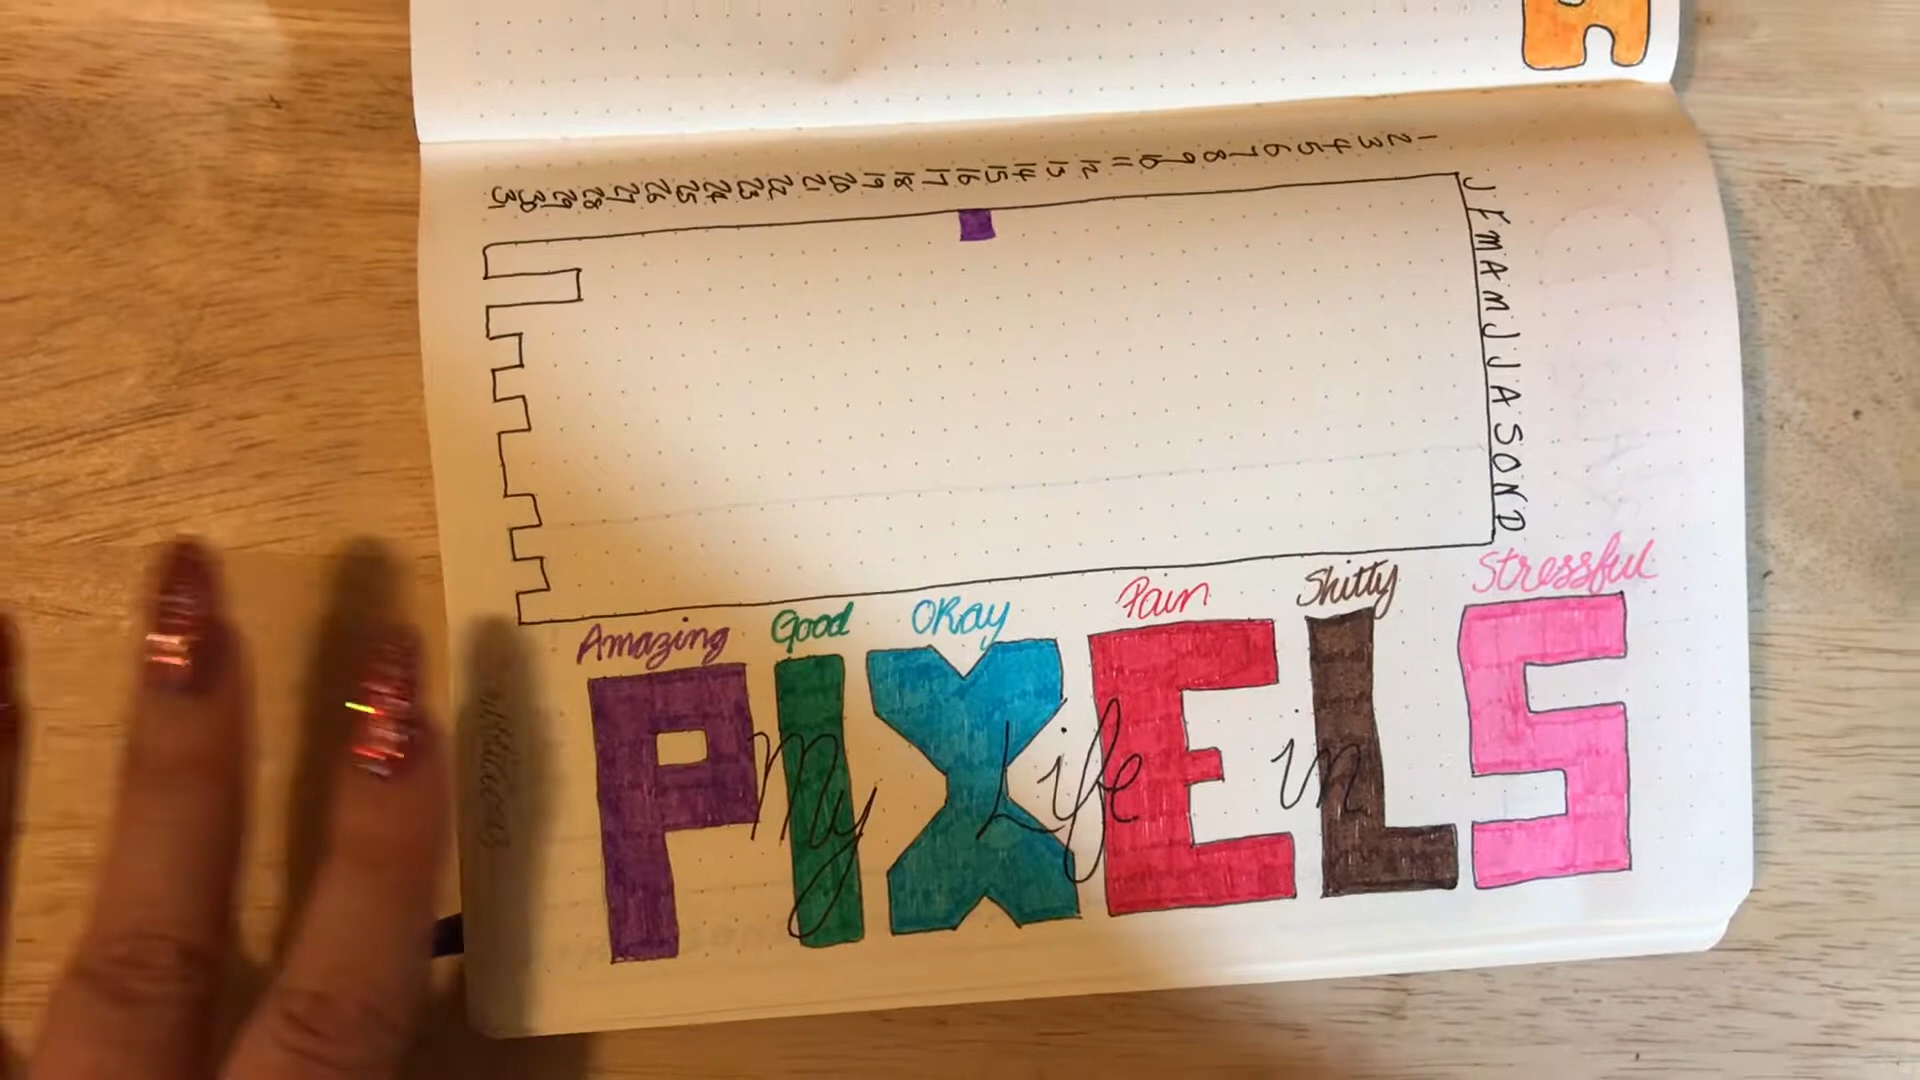 1 2 3 4 5 6 7 8 9 10 11 12 13 14 15 16 17 18 19 20 21 22 23 24 25 26 27 28 29 30 31
J F M A M J J A S O N D
Amazing Good Okay Pain Shitty Stressful
PIXELS
My Life in